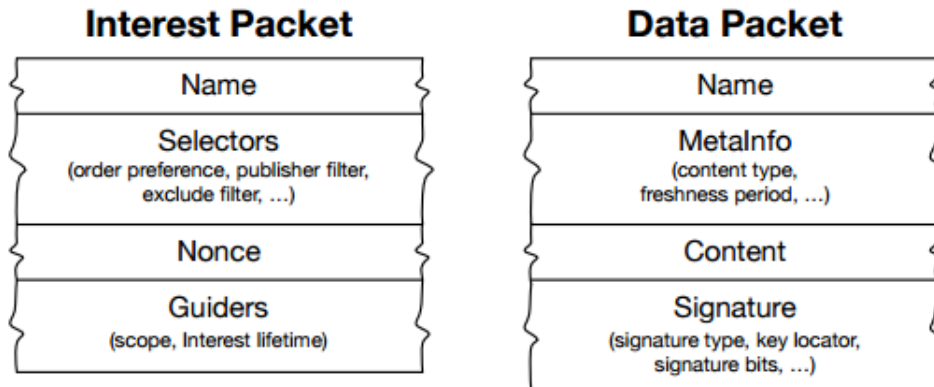 Interest Packet
Name
Selectors
(order preference, publisher filter,
exclude filter, ...)
Nonce
Guiders
(scope, Interest lifetime)
Data Packet
Name
MetaInfo
(content type,
freshness period, ...)
Content
Signature
(signature type, key locator,
signature bits, ...)